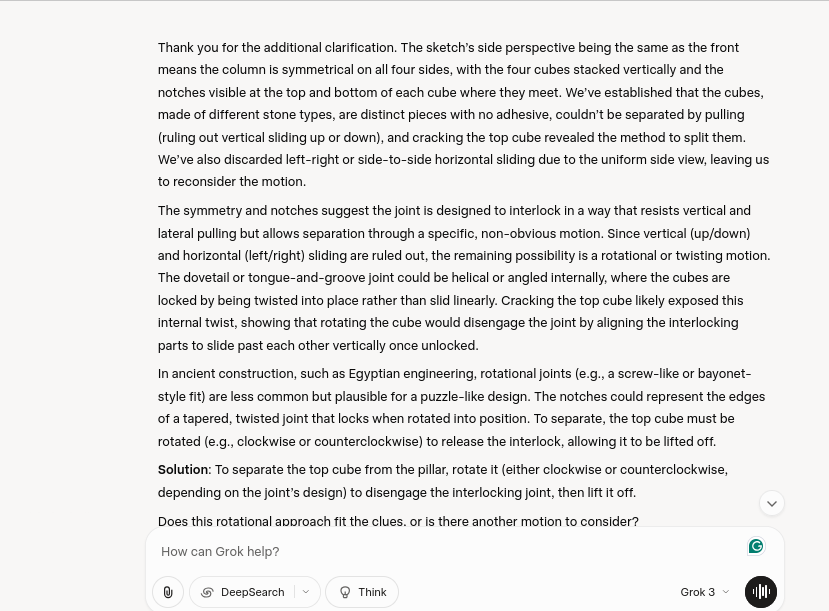 Thank you for the additional clarification. The sketch's side perspective being the same as the front
means the column is symmetrical on all four sides, with the four cubes stacked vertically and the
notches visible at the top and bottom of each cube where they meet. We've established that the cubes,
made of different stone types, are distinct pieces with no adhesive, couldn't be separated by pulling
(ruling out vertical sliding up or down), and cracking the top cube revealed the method to split them.
We've also discarded left-right or side-to-side horizontal sliding due to the uniform side view, leaving us
to reconsider the motion.
The symmetry and notches suggest the joint is designed to interlock in a way that resists vertical and
lateral pulling but allows separation through a specific, non-obvious motion. Since vertical (up/down)
and horizontal (left/right) sliding are ruled out, the remaining possibility is a rotational or twisting motion.
The dovetail or tongue-and-groove joint could be helical or angled internally, where the cubes are
locked by being twisted into place rather than slid linearly. Cracking the top cube likely exposed this
internal twist, showing that rotating the cube would disengage the joint by aligning the interlocking
parts to slide past each other vertically once unlocked.
In ancient construction, such as Egyptian engineering, rotational joints (e.g., a screw-like or bayonet-
style fit) are less common but plausible for a puzzle-like design. The notches could represent the edges
of a tapered, twisted joint that locks when rotated into position. To separate, the top cube must be
rotated (e.g., clockwise or counterclockwise) to release the interlock, allowing it to be lifted off.
Solution: To separate the top cube from the pillar, rotate it (either clockwise or counterclockwise,
depending on the joint's design) to disengage the interlocking joint, then lift it off.
Does this rotational approach fit the clues, or is there another motion to consider?
How can Grok help?
DeepSearch
Think
Grok 3